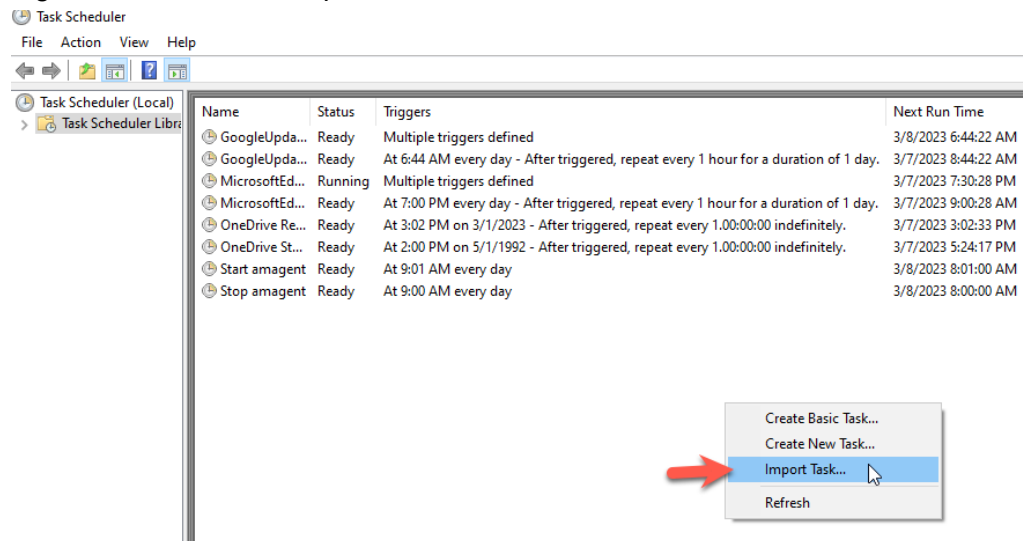 Task Scheduler
File Action View Help
Task Scheduler (Local)
Task Scheduler Libra
Name Status Triggers Next Run Time
GoogleUpda... Ready Multiple triggers defined 3/8/2023 6:44:22 AM
GoogleUpda... Ready At 6:44 AM every day - After triggered, repeat every 1 hour for a duration of 1 day. 3/7/2023 8:44:22 AM
MicrosoftEd... Running Multiple triggers defined 3/7/2023 7:30:28 PM
MicrosoftEd... Ready At 7:00 PM every day - After triggered, repeat every 1 hour for a duration of 1 day. 3/7/2023 9:00:28 AM
OneDrive Re... Ready At 3:02 PM on 3/1/2023 - After triggered, repeat every 1.00:00:00 indefinitely. 3/7/2023 3:02:33 PM
OneDrive St... Ready At 2:00 PM on 5/1/1992 - After triggered, repeat every 1.00:00:00 indefinitely. 3/7/2023 5:24:17 PM
Start amagent Ready At 9:01 AM every day 3/8/2023 8:01:00 AM
Stop amagent Ready At 9:00 AM every day 3/8/2023 8:00:00 AM
Create Basic Task...
Create New Task...
Import Task...
Refresh